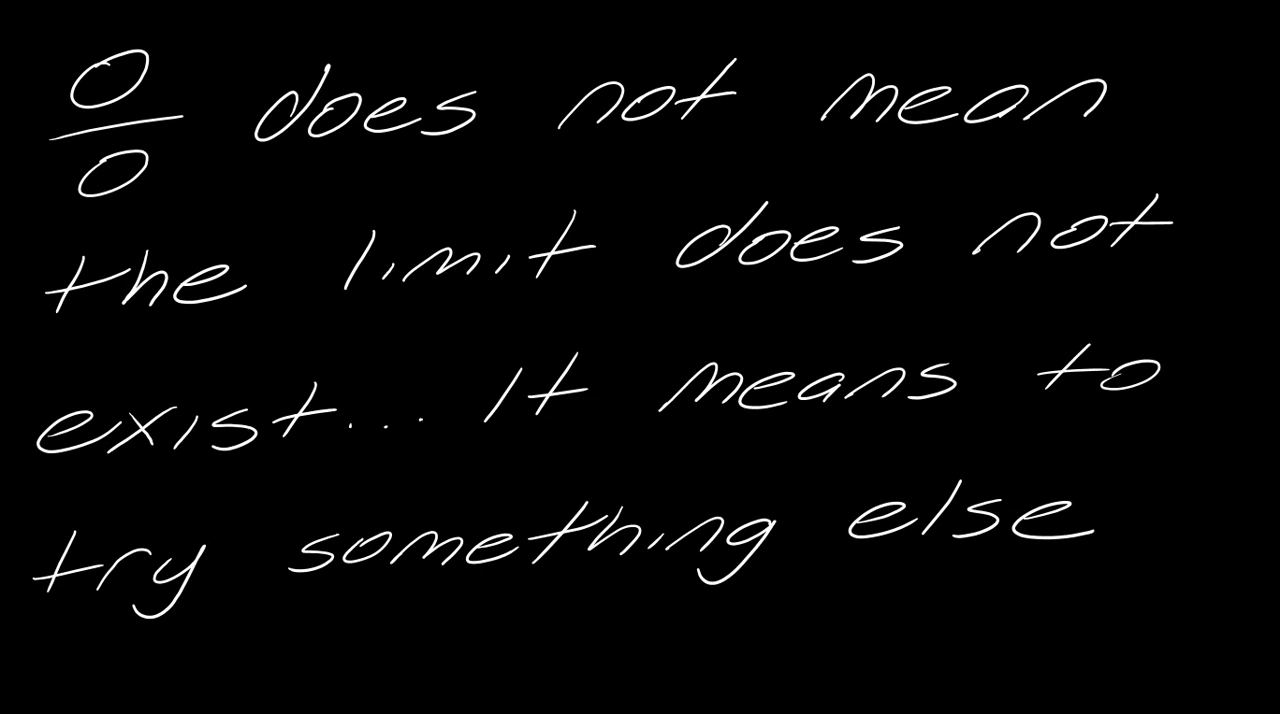 0/0 does not mean
the limit does not
exist... It means to
try something else